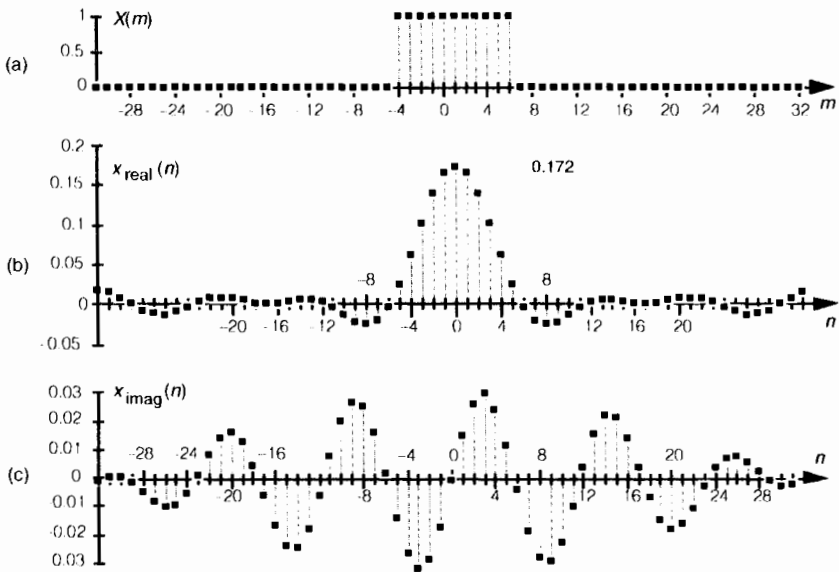 1 X(m)
0.5
(a)
0
-28 -24 -20 -16 -12 -8 -4 0 4 8 12 16 20 24 28 32 m
0.2
x real (n) 0.172
0.15
0.1
(b) 0.05 -8 8
0
-20 -16 -12 -4 0 4 12 16 20 n
-0.05
0.03 x imag (n)
0.02
0.01 -28 -24 -16 -4 0 8 20 n
(c) 0
-20 -8 4 12 16 24 28
0.01
-0.02
0.03